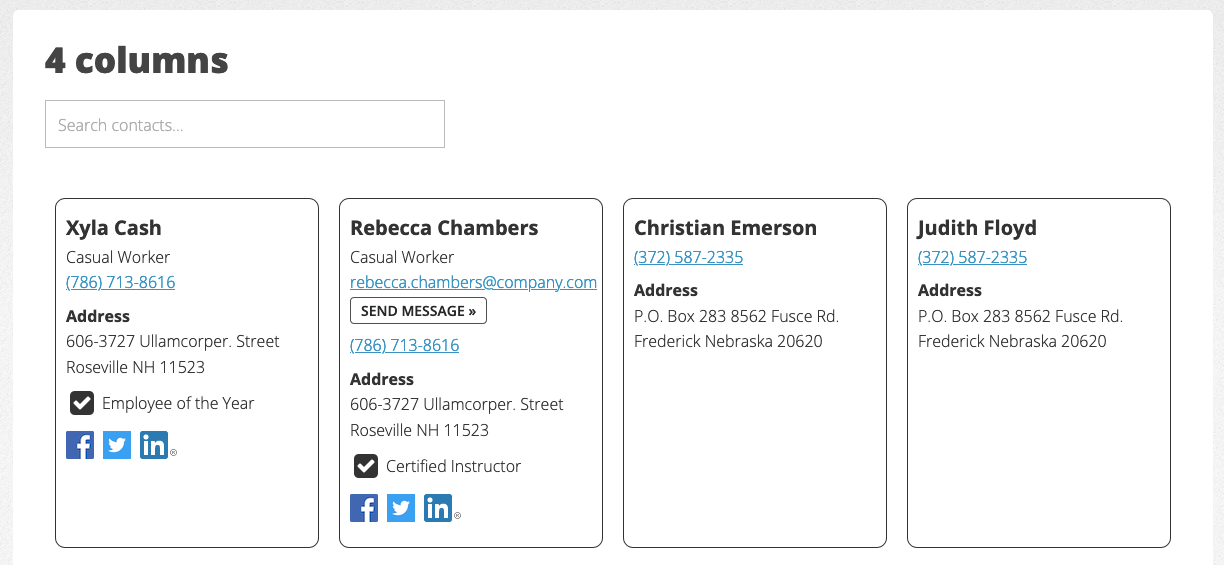 4 columns
Search contacts...
Xyla Cash
Casual Worker
(786) 713-8616
Address
606-3727 Ullamcorper. Street
Roseville NH 11523
Employee of the Year
f
in®
Rebecca Chambers
Casual Worker
rebecca.chambers@company.com
SEND MESSAGE »
(786) 713-8616
Address
606-3727 Ullamcorper. Street
Roseville NH 11523
Certified Instructor
f
in®
Christian Emerson
(372) 587-2335
Address
P.O. Box 283 8562 Fusce Rd.
Frederick Nebraska 20620
Judith Floyd
(372) 587-2335
Address
P.O. Box 283 8562 Fusce Rd.
Frederick Nebraska 20620